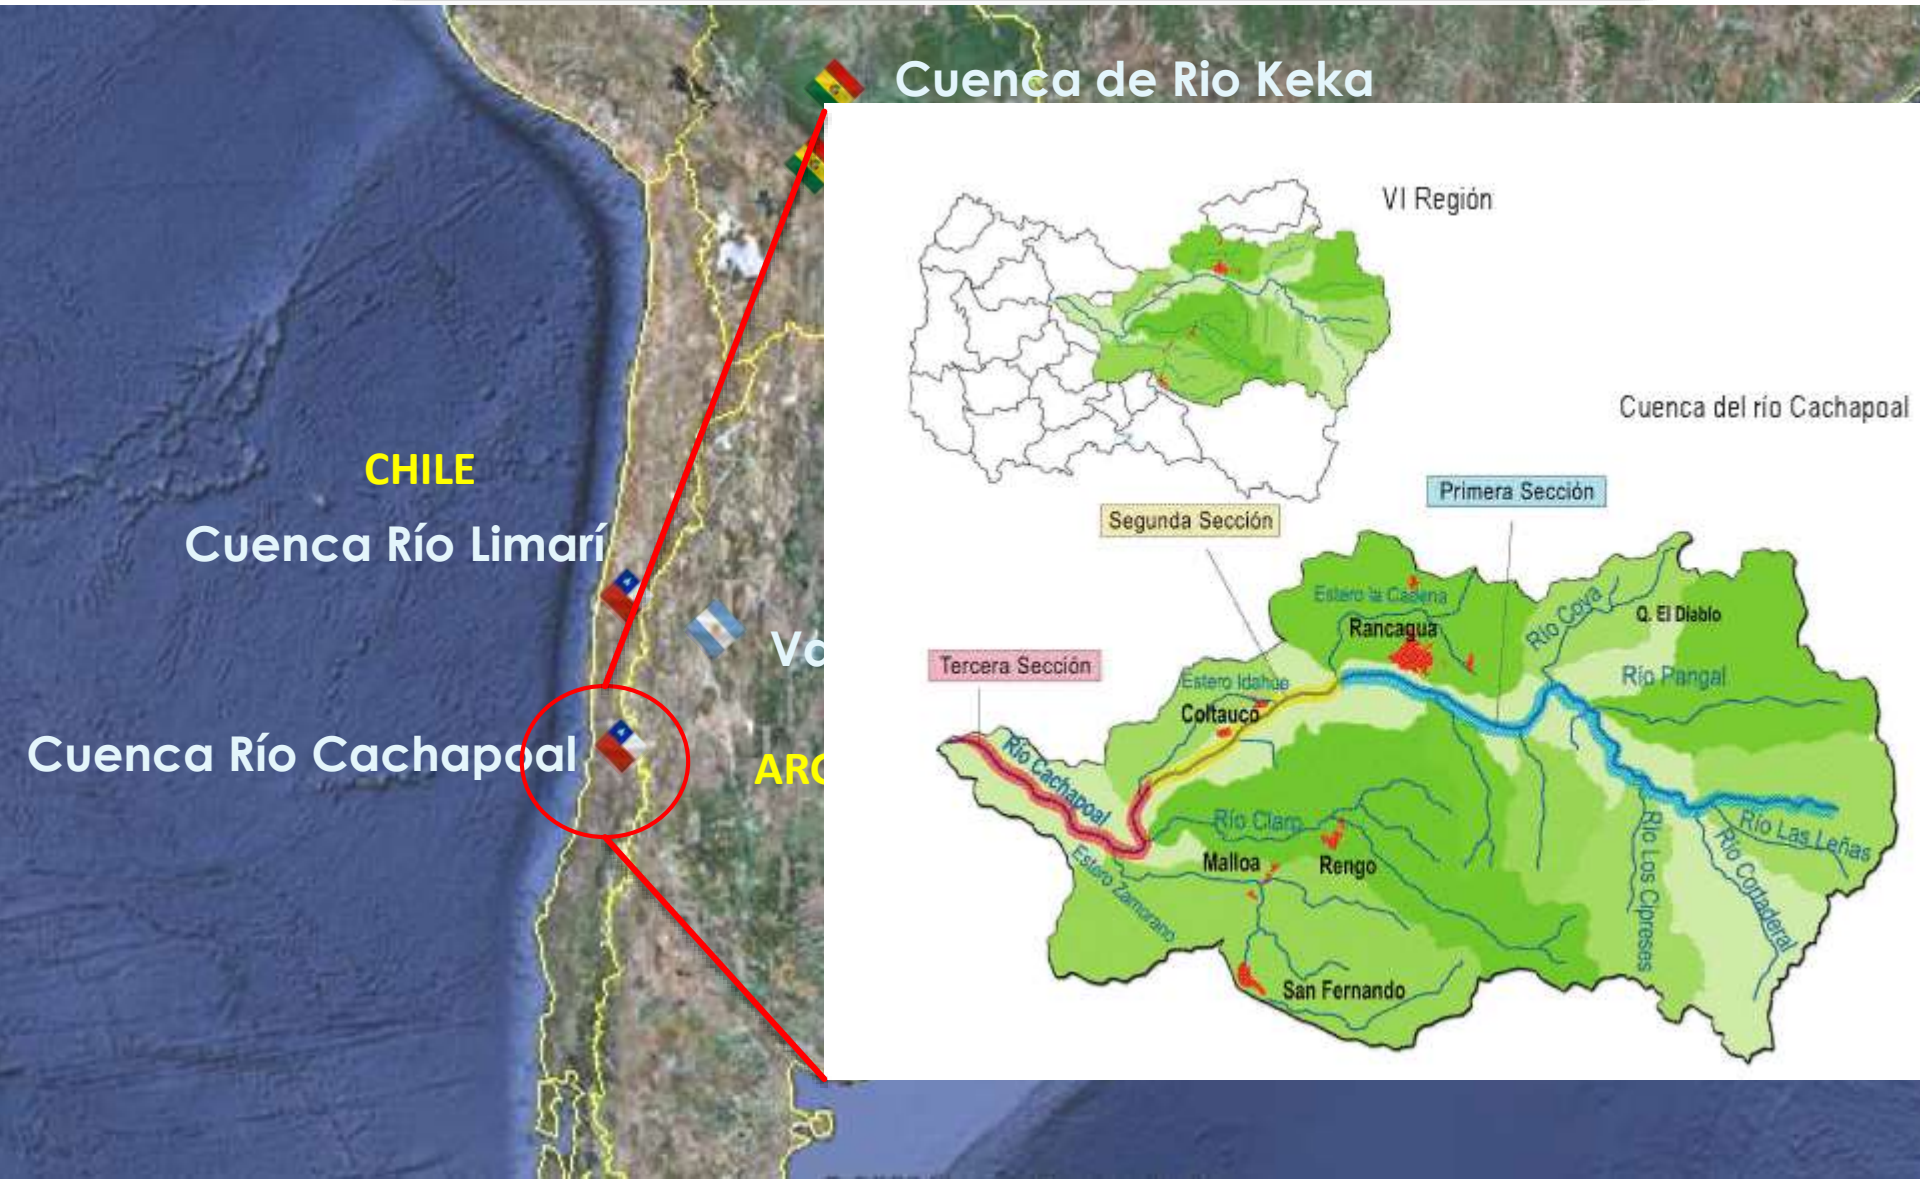 Cuenca de Rio Keka
VI Región
Cuenca del río Cachapoal
CHILE
Cuenca Río Limarí
Primera Sección
Segunda Sección
Estero la Cadena
Río Coya
Q. El Diablo
Rancagua
Tercera Sección
Río Pangal
Estero Idahue
Coltauco
Cuenca Río Cachapoal
Río Cachapoal
Río Claro
Río Las Leñas
Malloa
Rengo
Río Los Cipreses
Río Cortaderal
Estero Zamorano
San Fernando